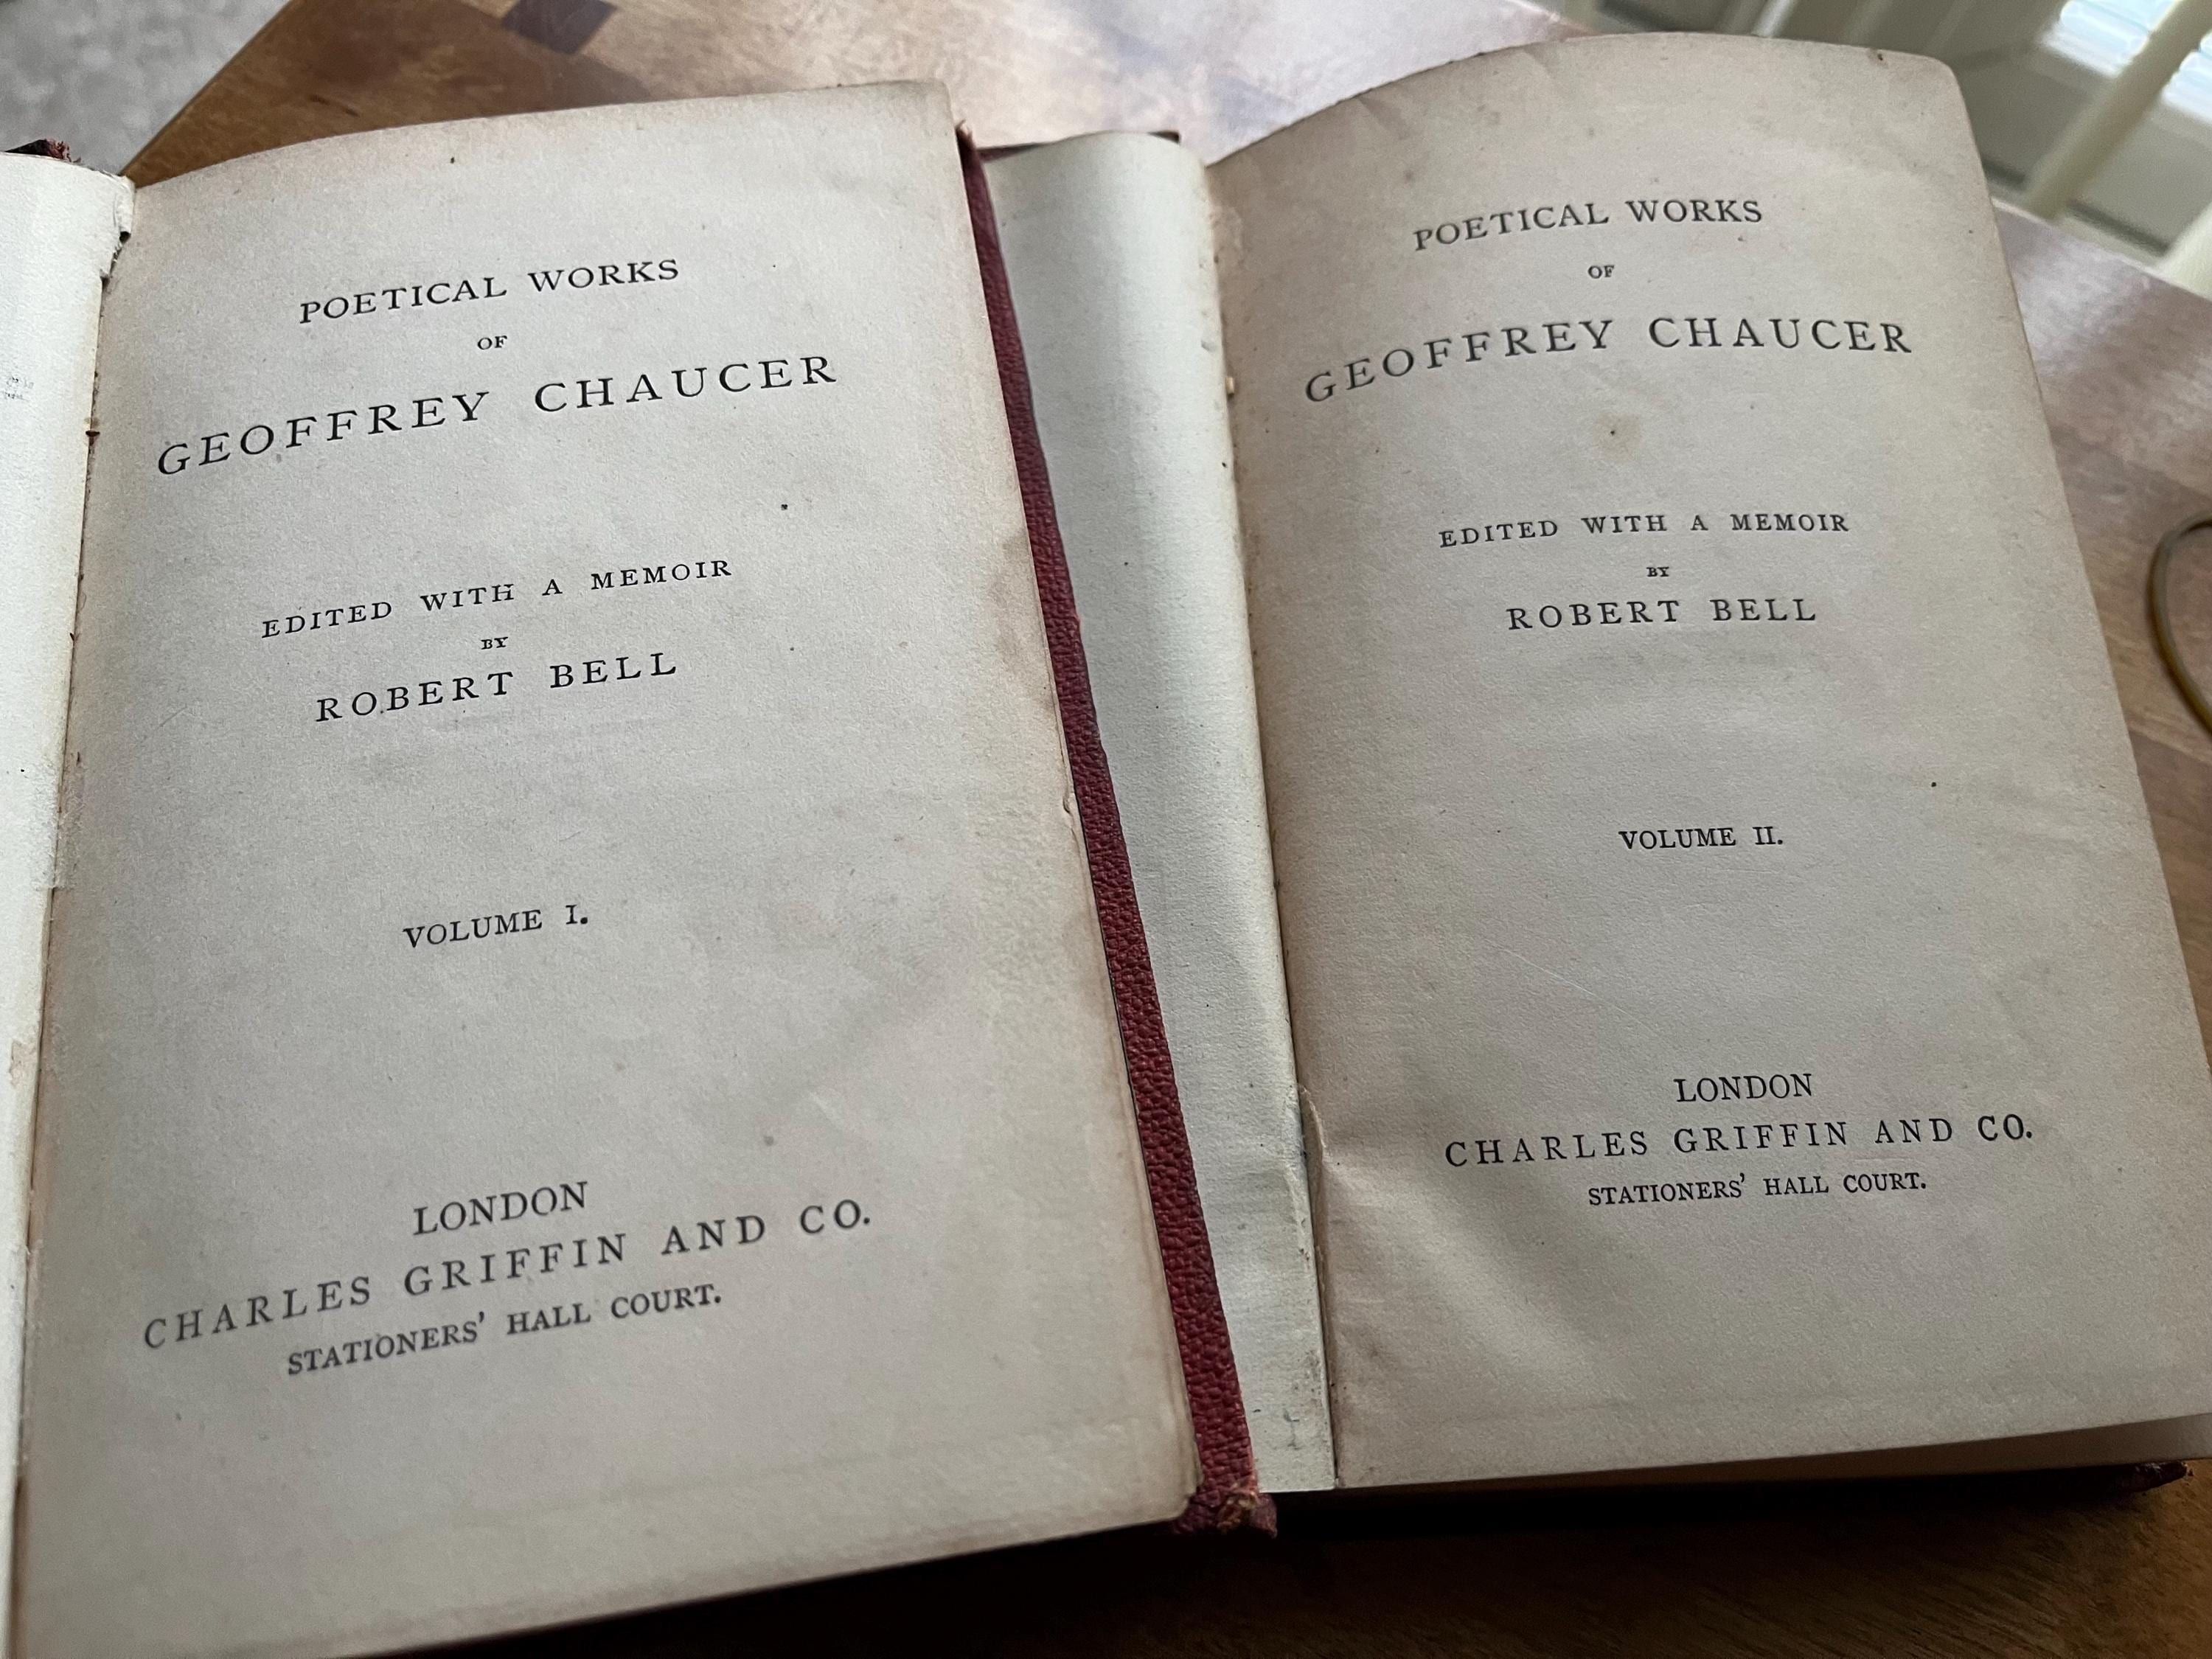 POETICAL WORKS
OF
GEOFFREY CHAUCER
EDITED WITH A MEMOIR
BY
ROBERT BELL
VOLUME I.
LONDON
CHARLES GRIFFIN AND CO.
STATIONERS' HALL COURT.
POETICAL WORKS
OF
GEOFFREY CHAUCER
EDITED WITH A MEMOIR
BY
ROBERT BELL
VOLUME II.
LONDON
CHARLES GRIFFIN AND CO.
STATIONERS' HALL COURT.